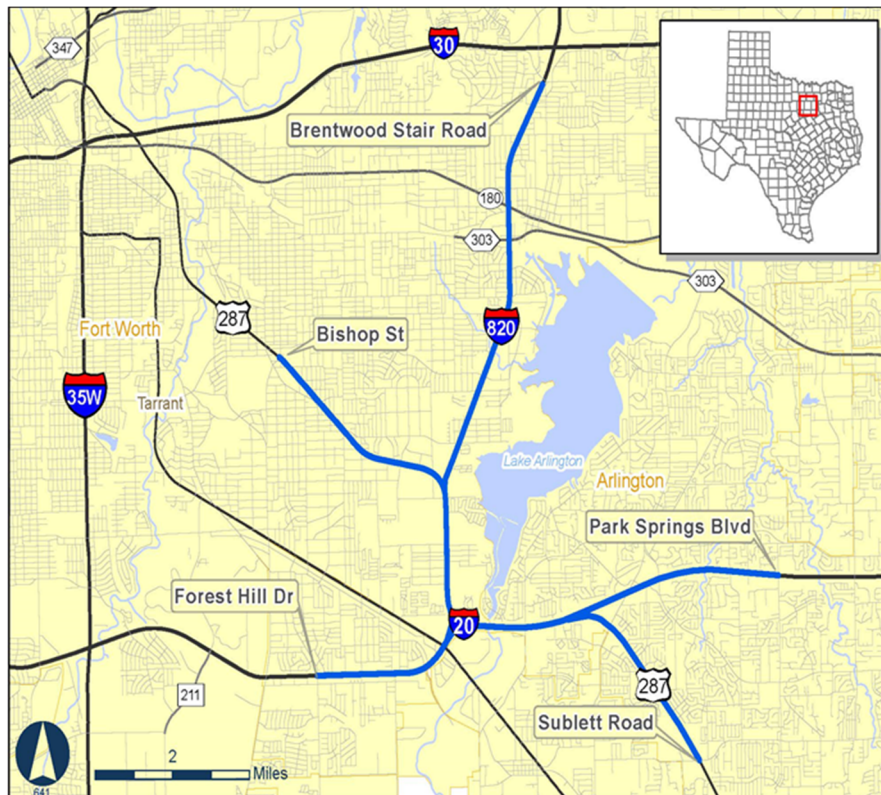 347
30
Brentwood Stair Road
180
303
303
287
Bishop St
820
Fort Worth
35W
Tarrant
Lake Arlington
Arlington
Park Springs Blvd
Forest Hill Dr
20
211
287
Sublett Road
2
Miles
641